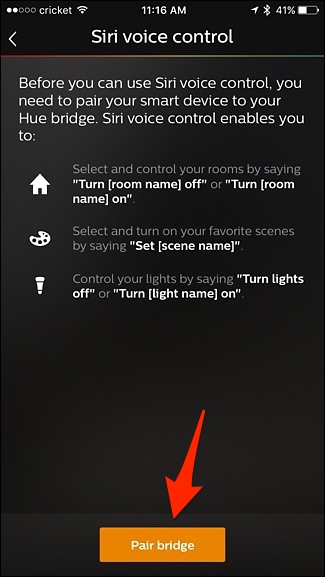 cricket 11:16 AM 41%
Siri voice control
Before you can use Siri voice control, you
need to pair your smart device to your
Hue bridge. Siri voice control enables you
to:
Select and control your rooms by saying
"Turn [room name] off" or "Turn [room
name] on".
Select and turn on your favorite scenes
by saying "Set [scene name]".
Control your lights by saying "Turn lights
off" or "Turn [light name] on".
Pair bridge